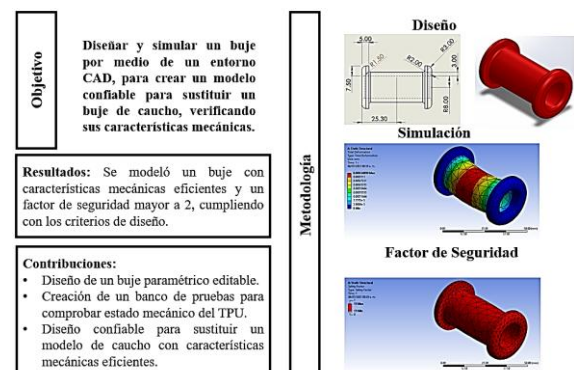 Objetivo
Diseñar y simular un buje
por medio de un entorno
CAD, para crear un modelo
confiable para sustituir un
buje de caucho, verificando
sus características mecánicas.
Resultados: Se modeló un buje con
características mecánicas eficientes y un
factor de seguridad mayor a 2, cumpliendo
con los criterios de diseño.
Contribuciones:
• Diseño de un buje paramétrico editable.
• Creación de un banco de pruebas para
comprobar estado mecánico del TPU.
• Diseño confiable para sustituir un
modelo de caucho con características
mecánicas eficientes.
Metodología
Diseño
5.00
R1.50
R2.00
R3.00
3.00
7.50
R8.00
25.30
Simulación
Factor de Seguridad